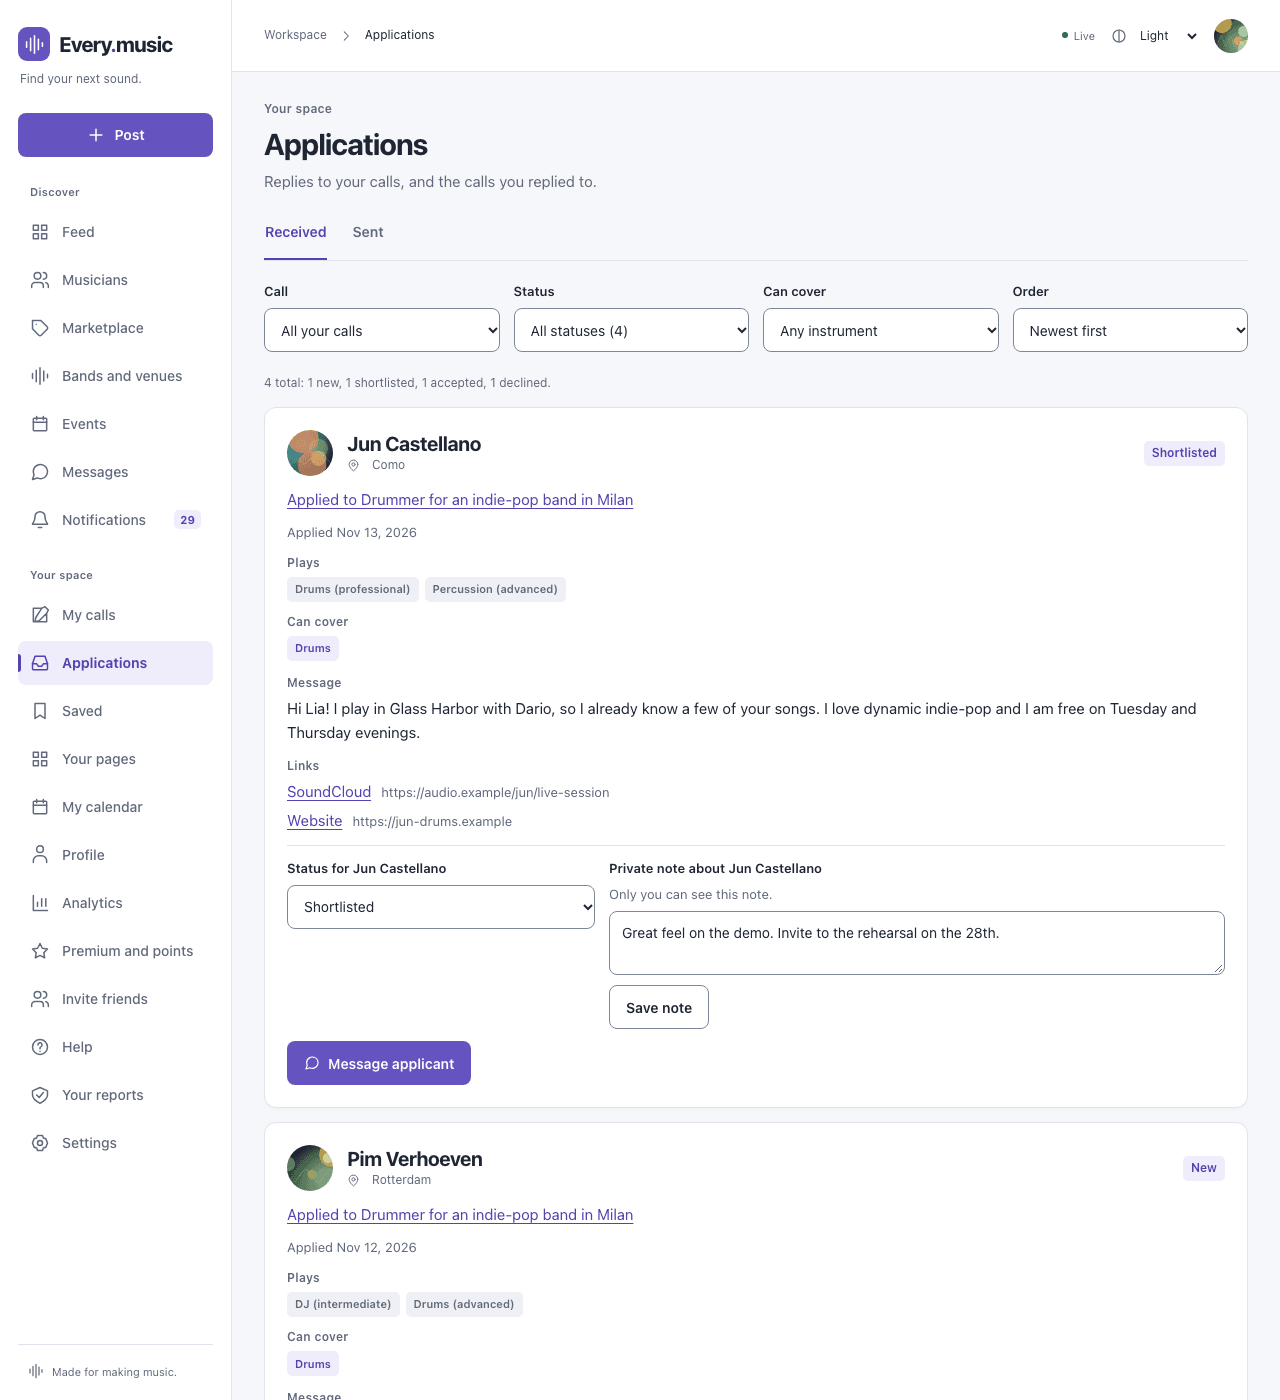 Every.music
Find your next sound.
Post
Discover
Feed
Musicians
Marketplace
Bands and venues
Events
Messages
Notifications 29
Your space
My calls
Applications
Saved
Your pages
My calendar
Profile
Analytics
Premium and points
Invite friends
Help
Your reports
Settings
Made for making music.
Workspace Applications
Live Light
Your space
Applications
Replies to your calls, and the calls you replied to.
Received Sent
Call Status Can cover Order
All your calls All statuses (4) Any instrument Newest first
4 total: 1 new, 1 shortlisted, 1 accepted, 1 declined.
Jun Castellano
Como
Shortlisted
Applied to Drummer for an indie-pop band in Milan
Applied Nov 13, 2026
Plays
Drums (professional) Percussion (advanced)
Can cover
Drums
Message
Hi Lia! I play in Glass Harbor with Dario, so I already know a few of your songs. I love dynamic indie-pop and I am free on Tuesday and
Thursday evenings.
Links
SoundCloud https://audio.example/jun/live-session
Website https://jun-drums.example
Status for Jun Castellano
Shortlisted
Private note about Jun Castellano
Only you can see this note.
Great feel on the demo. Invite to the rehearsal on the 28th.
Save note
Message applicant
Pim Verhoeven
Rotterdam
New
Applied to Drummer for an indie-pop band in Milan
Applied Nov 12, 2026
Plays
DJ (intermediate) Drums (advanced)
Can cover
Drums
Message